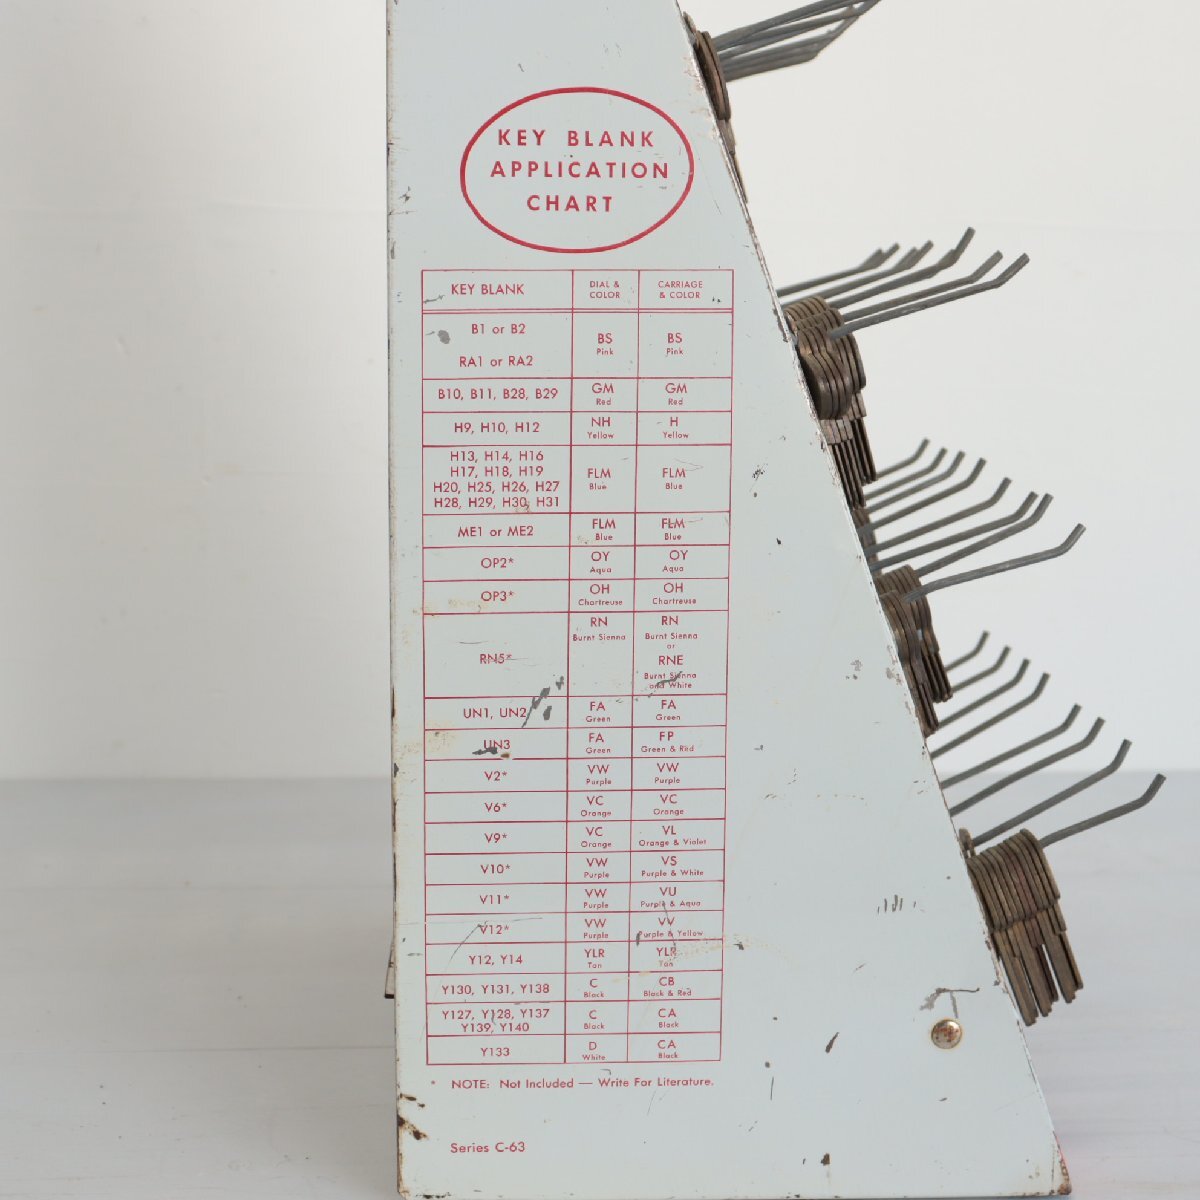 KEY BLANK
APPLICATION
CHART
KEY BLANK DIAL & COLOR CARRIAGE & COLOR
B1 or B2
RA1 or RA2 BS Pink BS Pink
B10, B11, B28, B29 GM Red GM Red
H9, H10, H12 NH Yellow H Yellow
H13, H14, H16
H17, H18, H19
H20, H25, H26, H27
H28, H29, H30, H31 FLM Blue FLM Blue
ME1 or ME2 FLM Blue FLM Blue
OP2* OY Aqua OY Aqua
OP3* OH Chartreuse OH Chartreuse
RN5* RN Burnt Sienna RN Burnt Sienna or RNE Burnt Sienna and White
UN1, UN2 FA Green FA Green
UN3 FA Green FP Green & Red
V2* VW Purple VW Purple
V6* VC Orange VC Orange
V9* VC Orange VL Orange & Violet
V10* VW Purple VS Purple & White
V11* VW Purple VU Purple & Aqua
V12* VW Purple VV Purple & Yellow
Y12, Y14 YLR Tan YLR Tan
Y130, Y131, Y138 C Black CB Black & Red
Y127, Y128, Y137
Y139, Y140 C Black CA Black
Y133 D White CA Black
* NOTE: Not Included — Write For Literature.
Series C-63